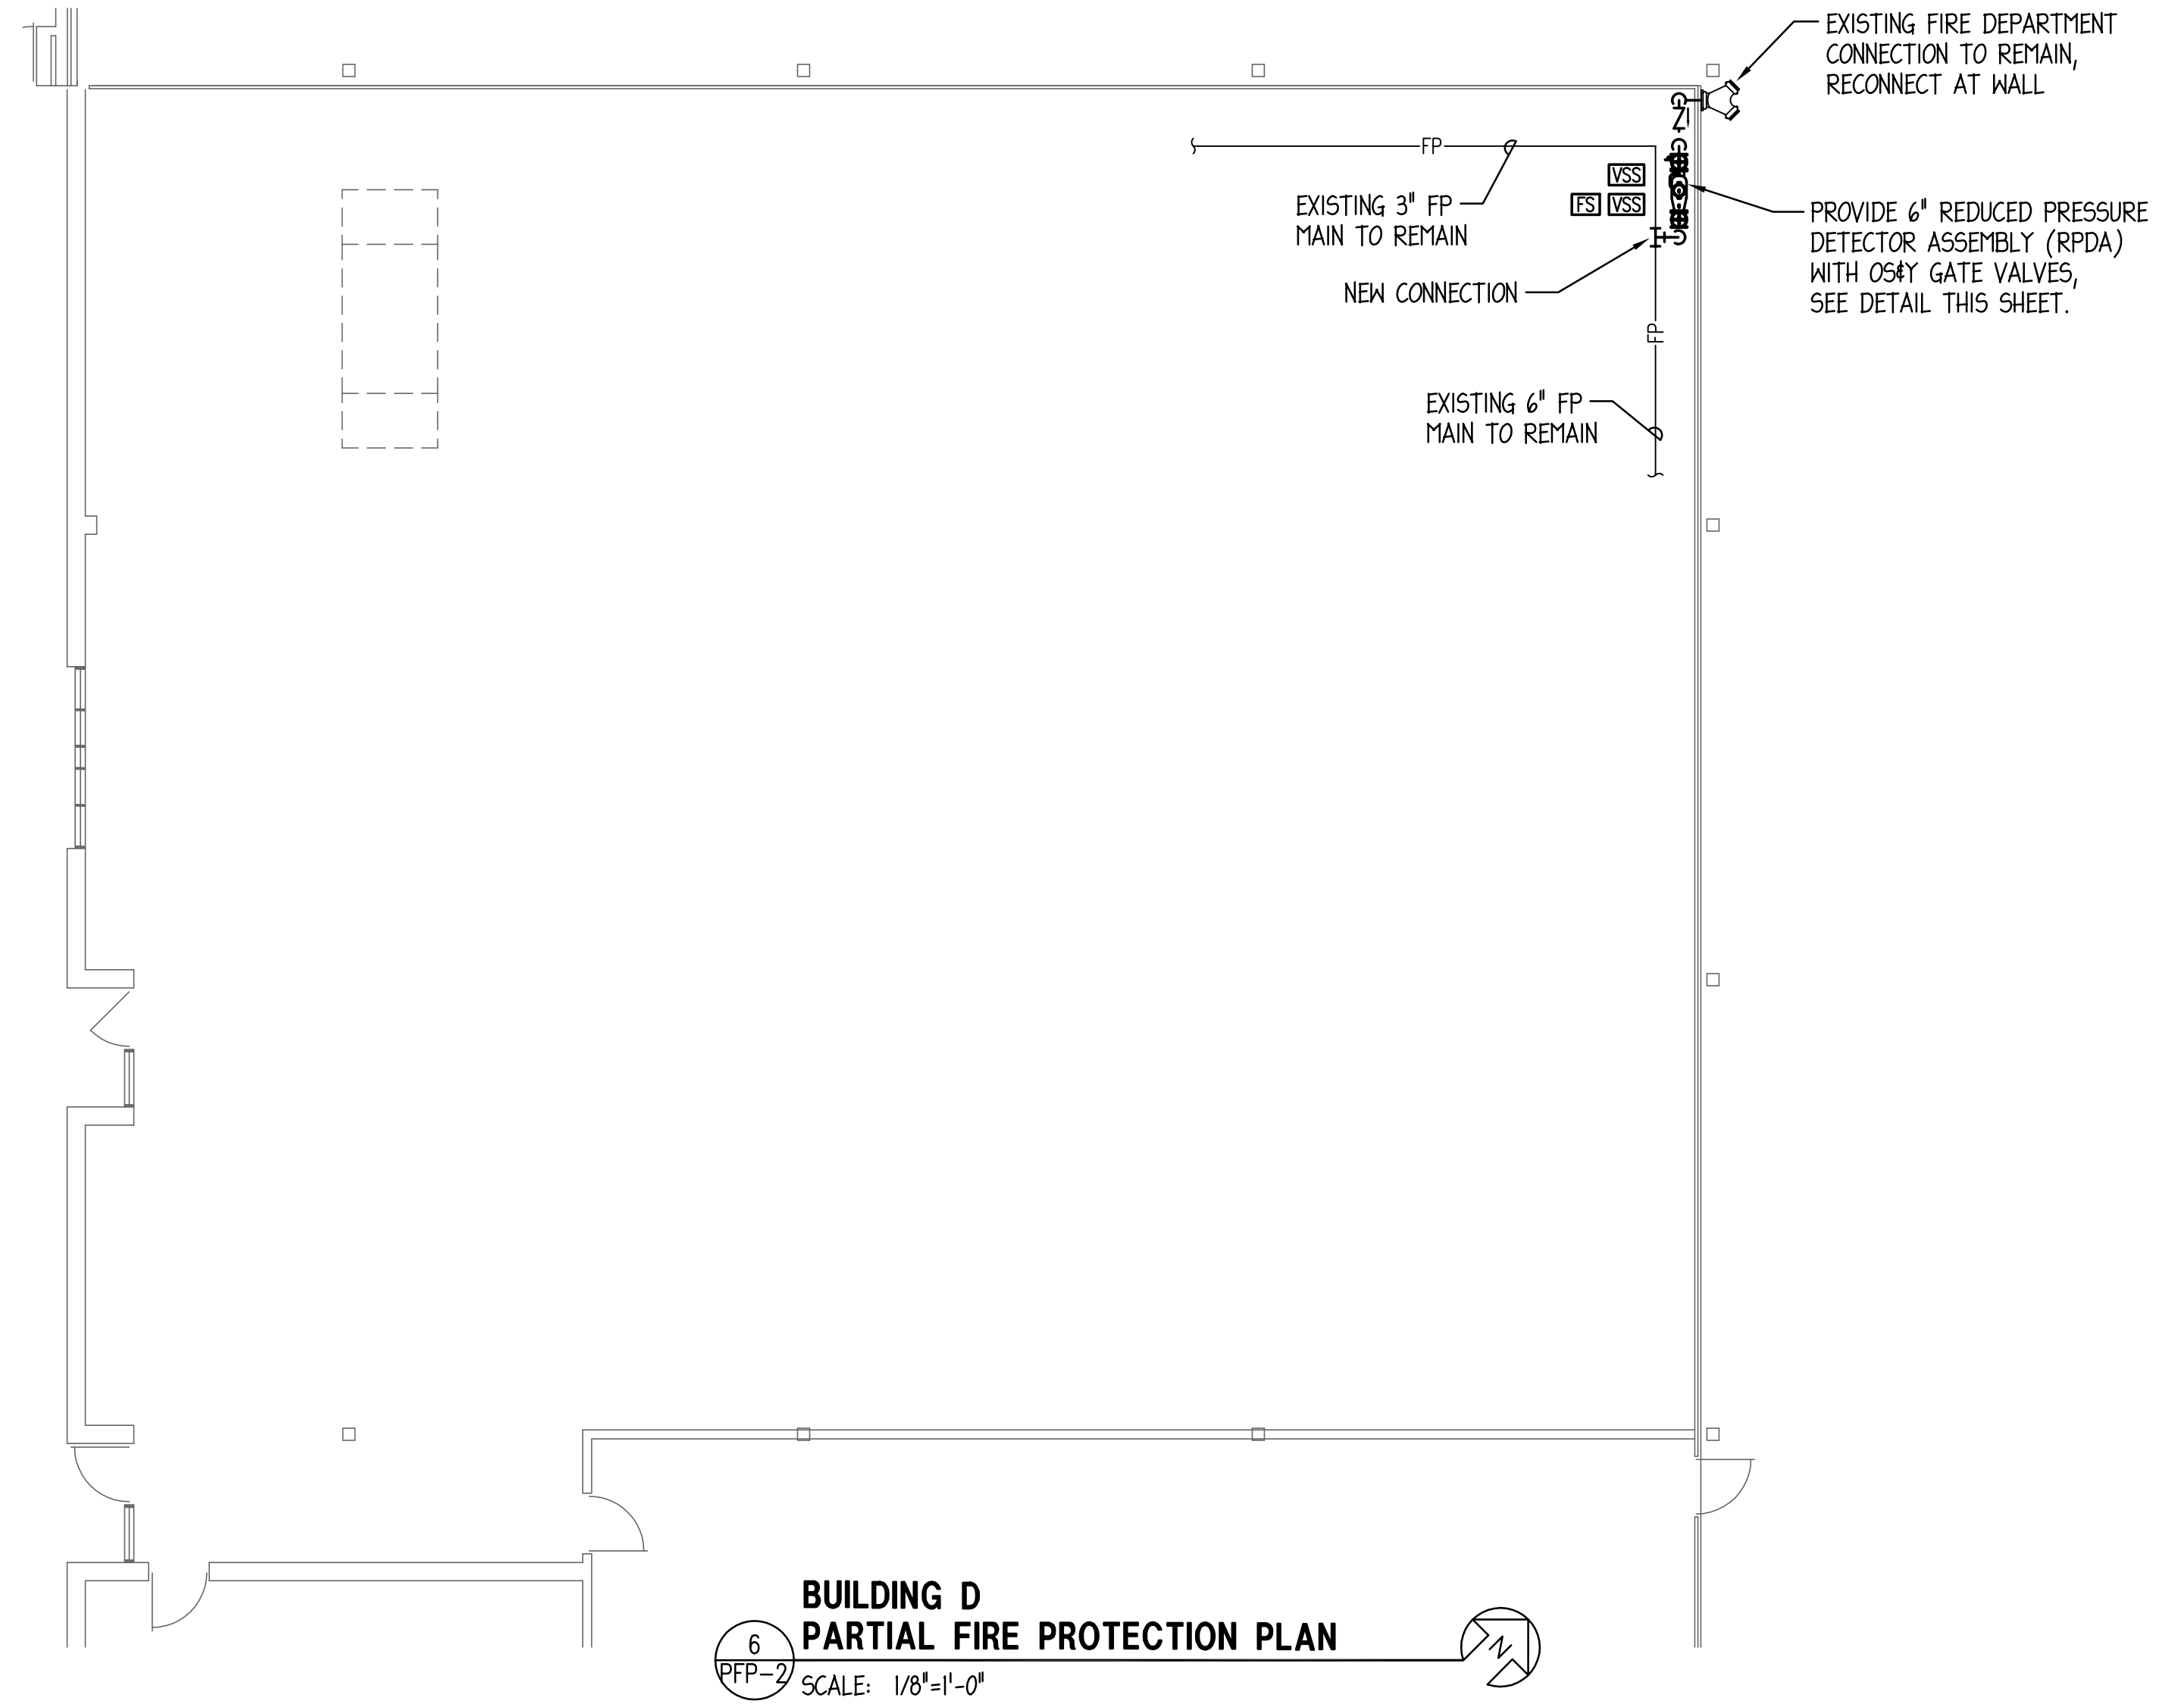 EXISTING FIRE DEPARTMENT
CONNECTION TO REMAIN,
RECONNECT AT WALL
FP
VSS
FS VSS
EXISTING 3" FP
MAIN TO REMAIN
PROVIDE 6" REDUCED PRESSURE
DETECTOR ASSEMBLY (RPDA)
WITH OS&Y GATE VALVES,
SEE DETAIL THIS SHEET.
NEW CONNECTION
FP
EXISTING 6" FP
MAIN TO REMAIN
BUILDING D
PARTIAL FIRE PROTECTION PLAN
6
PFP-2
SCALE: 1/8"=1'-0"
N